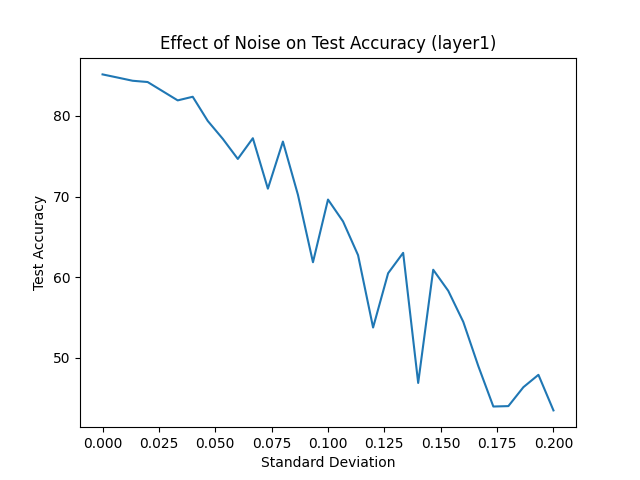 Effect of Noise on Test Accuracy (layer1)
80
70
60
50
Test Accuracy
0.000 0.025 0.050 0.075 0.100 0.125 0.150 0.175 0.200
Standard Deviation